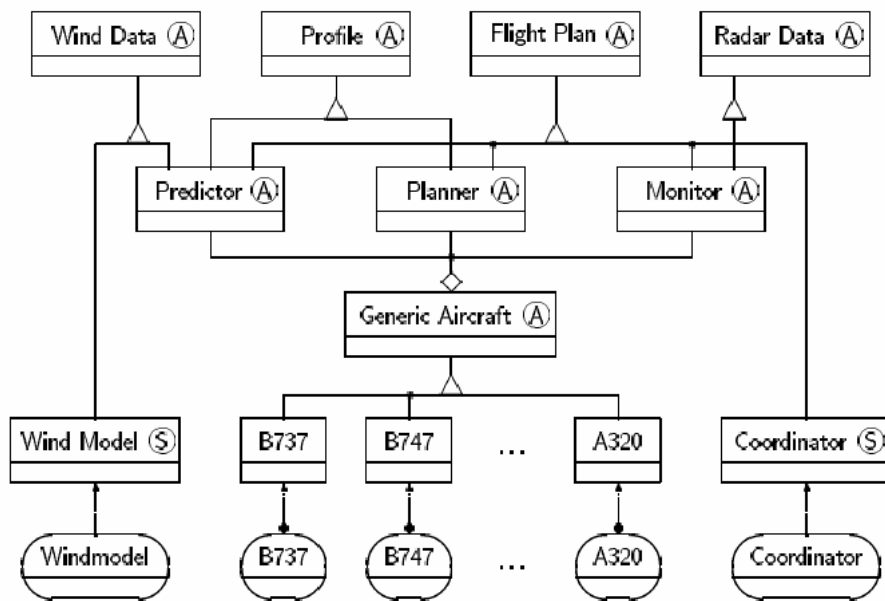 Wind Data Ⓐ
Profile Ⓐ
Flight Plan Ⓐ
Radar Data Ⓐ
Predictor Ⓐ
Planner Ⓐ
Monitor Ⓐ
Generic Aircraft Ⓐ
Wind Model Ⓢ
B737
B747
...
A320
Coordinator Ⓢ
Windmodel
B737
B747
...
A320
Coordinator